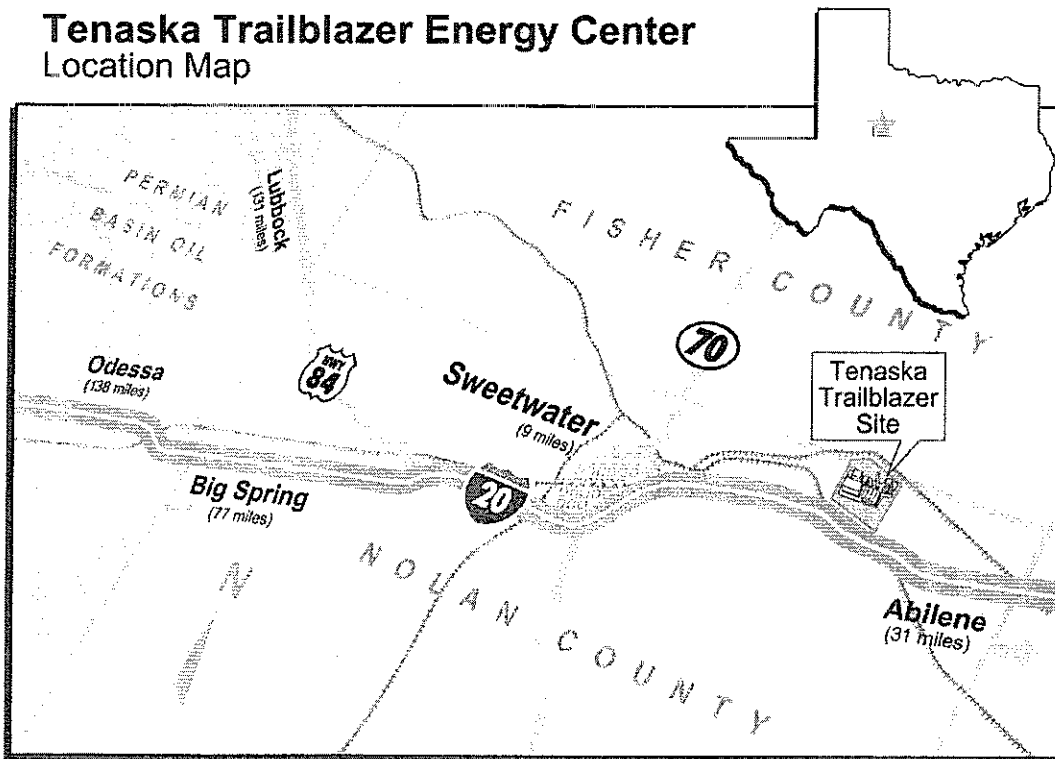 Tenaska Trailblazer Energy Center
Location Map
PERMIAN
BASIN OIL
FORMATIONS
Lubbock
(131 miles)
FISHER COUNTY
70
HWY
84
Odessa
(138 miles)
Sweetwater
(9 miles)
Tenaska
Trailblazer
Site
Big Spring
(77 miles)
20
N
NOLAN COUNTY
Abilene
(31 miles)